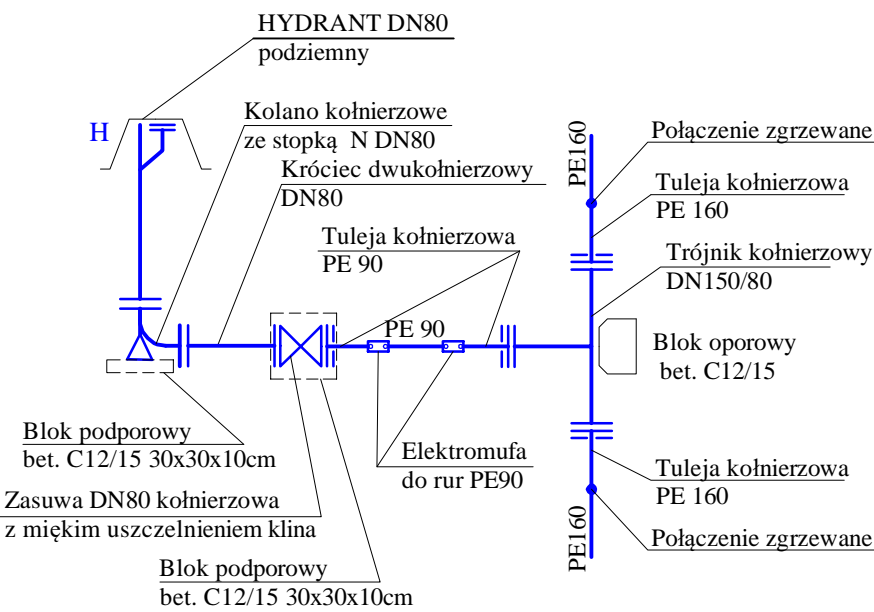 HYDRANT DN80
podziemny
H
Kolano kołnierzowe
ze stopką N DN80
Króciec dwukołnierzowy
DN80
Tuleja kołnierzowa
PE 90
PE160
Połączenie zgrzewane
Tuleja kołnierzowa
PE 160
Trójnik kołnierzowy
DN150/80
PE 90
Blok oporowy
bet. C12/15
Blok podporowy
bet. C12/15 30x30x10cm
Elektromufa
do rur PE90
Tuleja kołnierzowa
PE 160
Zasuwa DN80 kołnierzowa
z miękim uszczelnieniem klina
PE160
Połączenie zgrzewane
Blok podporowy
bet. C12/15 30x30x10cm